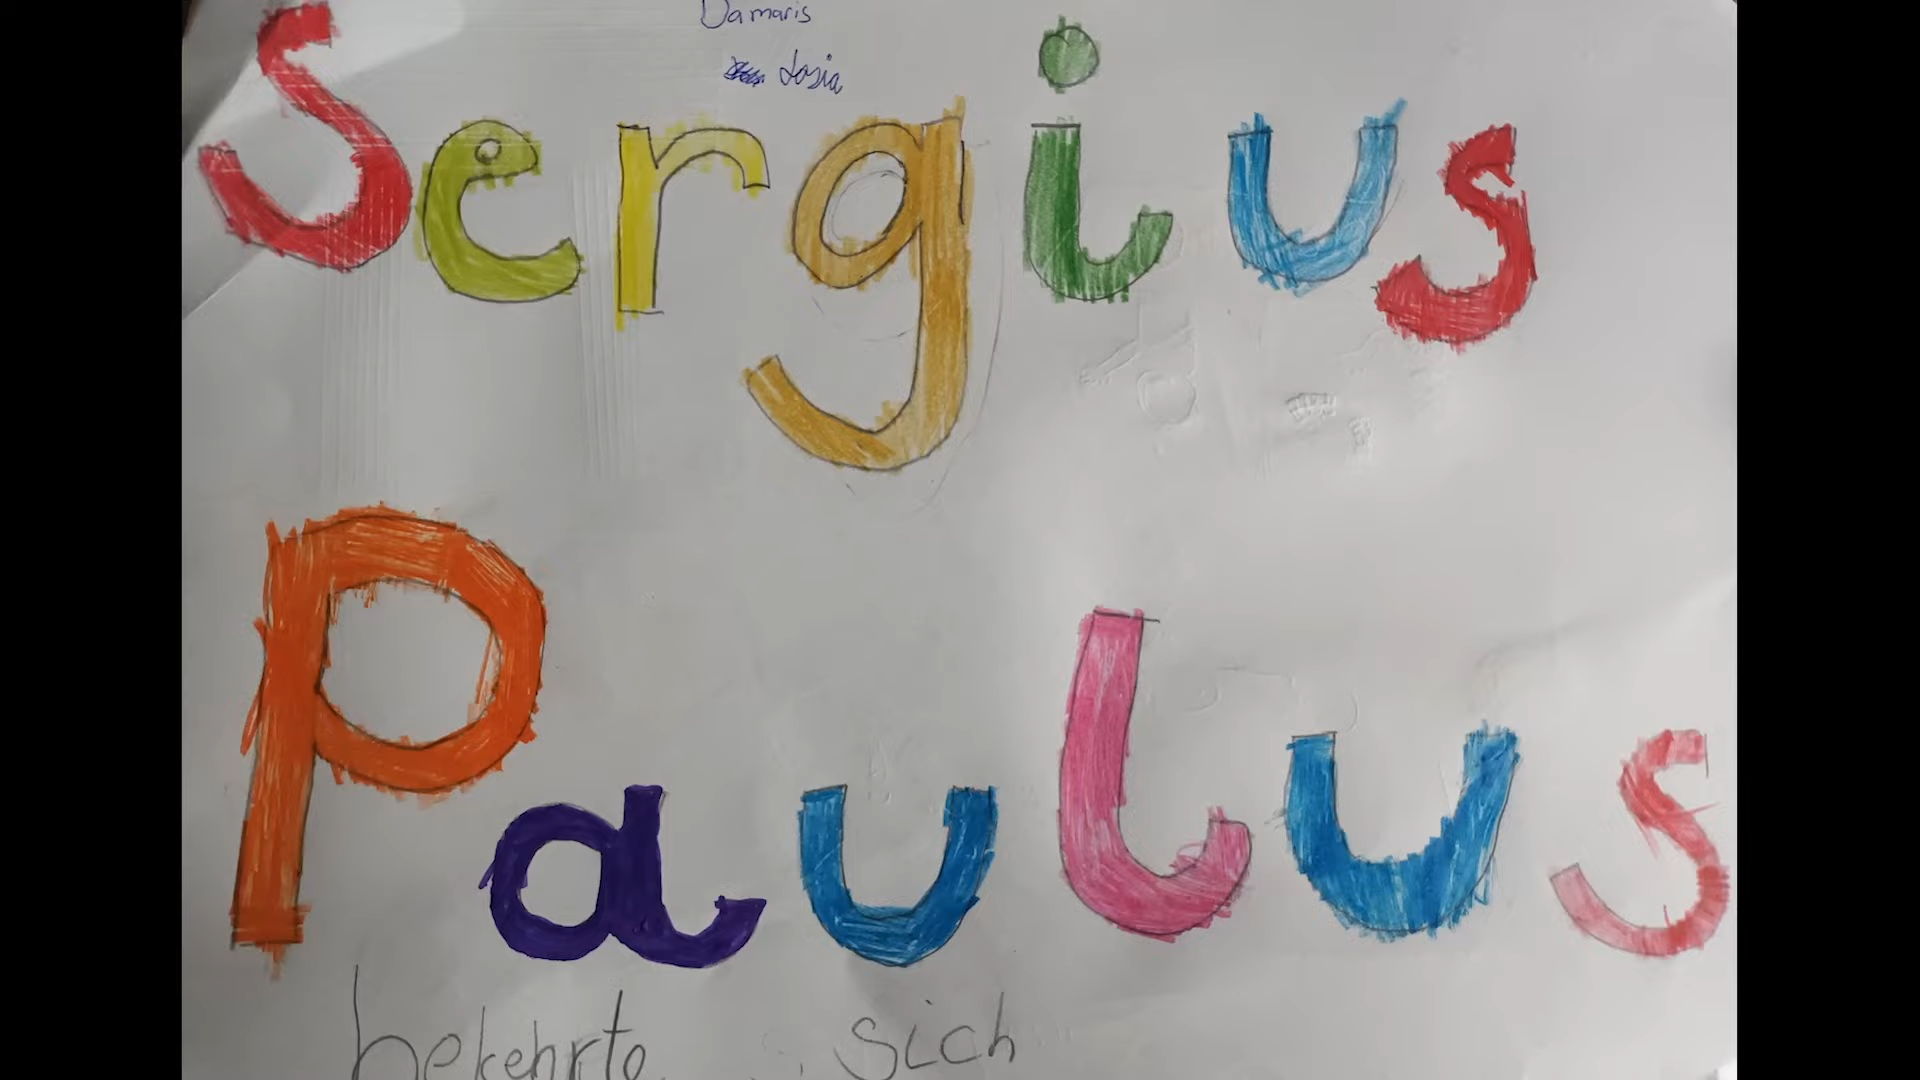 Damaris
Josia
Sergius
Paulus
bekehrte sich